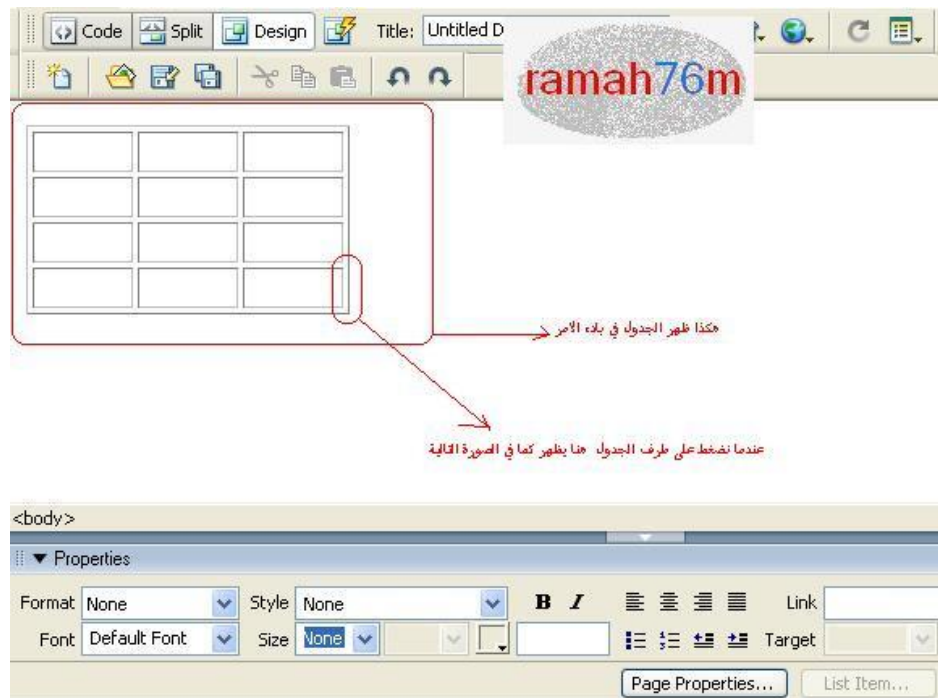 Code Split Design Title: Untitled D
ramah76m
هكذا ظهر الجدول في باده الامر
عندما نضغط على طرف الجدول هنا يظهر كما في الصورة التالية
<body>
Properties
Format None Style None B I Link
Font Default Font Size None Target
Page Properties... List Item...